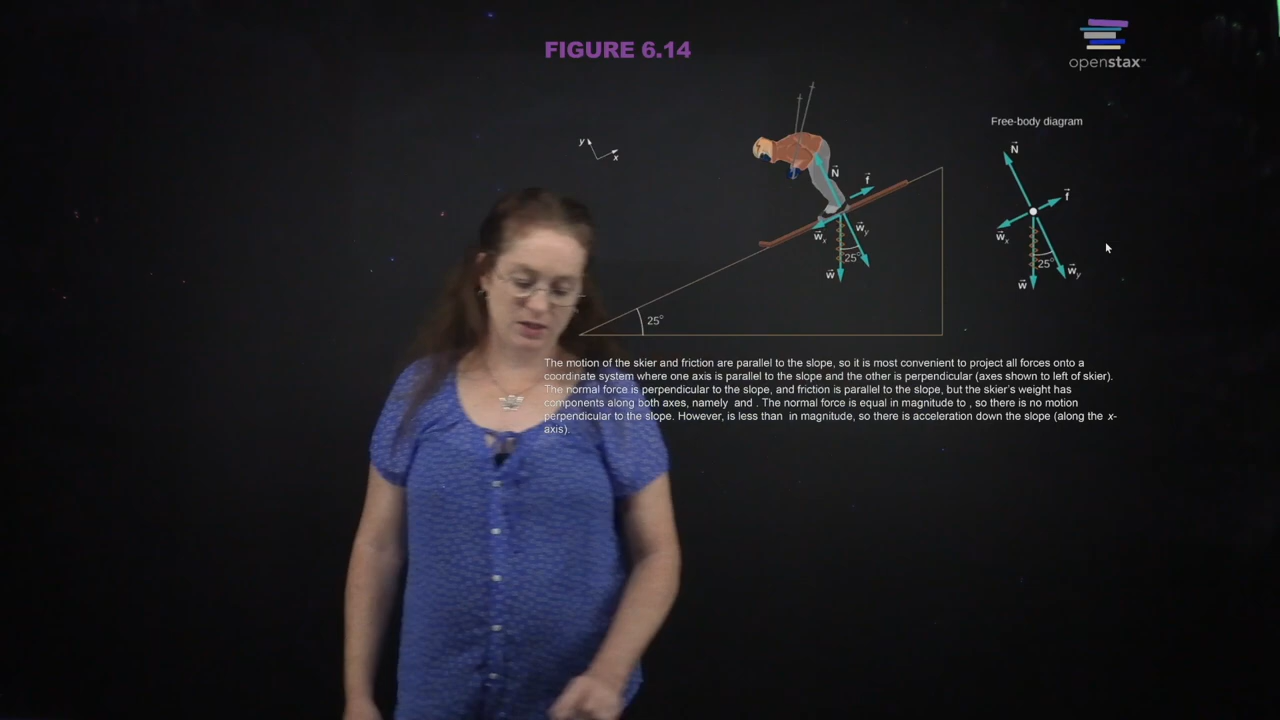 FIGURE 6.14
openstax™
Free-body diagram
y
x
N
f
w x
w y
25°
w
N
f
w x
25°
w y
w
25°
The motion of the skier and friction are parallel to the slope, so it is most convenient to project all forces onto a
coordinate system where one axis is parallel to the slope and the other is perpendicular (axes shown to left of skier).
The normal force is perpendicular to the slope, and friction is parallel to the slope, but the skier's weight has
components along both axes, namely and . The normal force is equal in magnitude to , so there is no motion
perpendicular to the slope. However, is less than in magnitude, so there is acceleration down the slope (along the x-
axis).